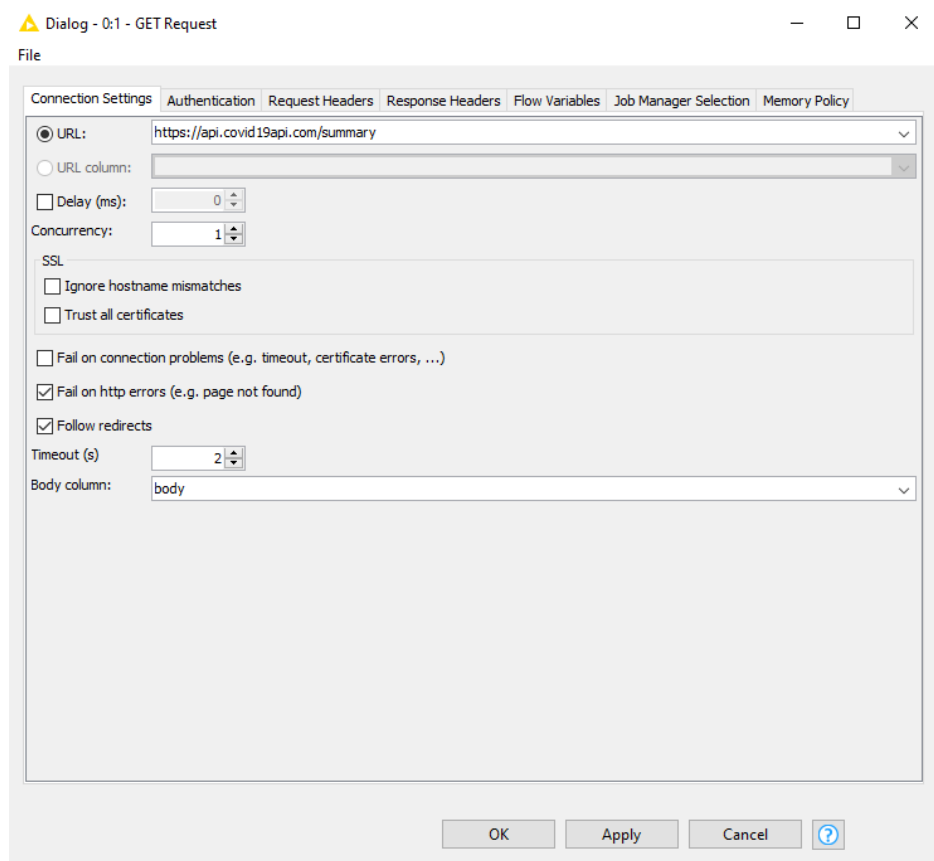 Dialog - 0:1 - GET Request
File
Connection Settings Authentication Request Headers Response Headers Flow Variables Job Manager Selection Memory Policy
URL: https://api.covid19api.com/summary
URL column:
Delay (ms): 0
Concurrency: 1
SSL
Ignore hostname mismatches
Trust all certificates
Fail on connection problems (e.g. timeout, certificate errors, ...)
Fail on http errors (e.g. page not found)
Follow redirects
Timeout (s) 2
Body column: body
OK Apply Cancel ?